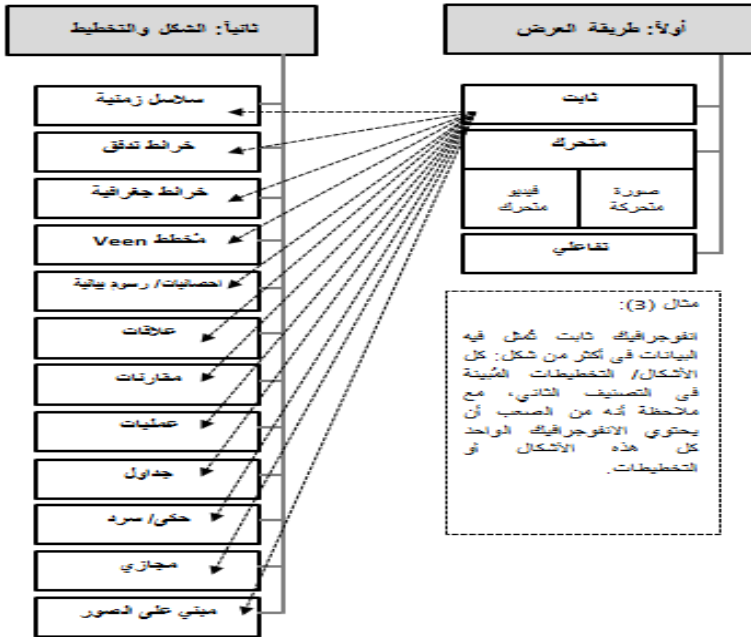 أولاً: طريقة العرض
ثابت
متحرك
صورة
متحركة
فيديو
متحرك
تفاعلي
مثال (3):
انفوجرافيك ثابت تُمثل فيه
البيانات في أكثر من شكل: كل
الأشكال/ التخطيطات المُبينة
في التصنيف الثاني، مع
ملاحظة أنه من الصعب أن
يحتوي الانفوجرافيك الواحد
كل هذه الأشكال أو
التخطيطات.
ثانياً: الشكل والتخطيط
سلاسل زمنية
خرائط تدفق
خرائط جغرافية
مُخطط Veen
احصائيات/ رسوم بيانية
علاقات
مقارنات
عمليات
جداول
حكي/ سرد
مجازي
مبني على الصور